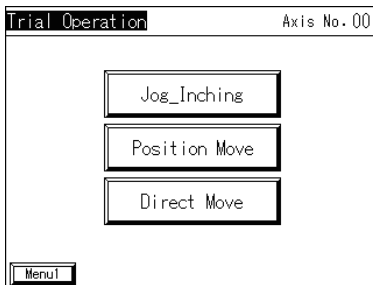 Trial Operation Axis No. 00
Jog_Inching
Position Move
Direct Move
Menu1